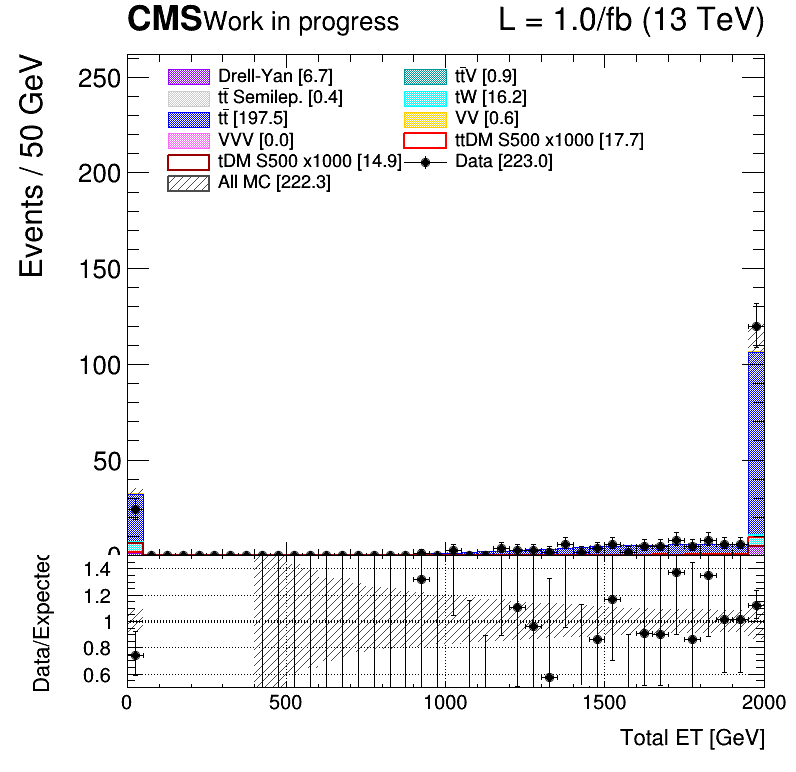 CMS Work in progress L = 1.0/fb (13 TeV)
Events / 50 GeV
Drell-Yan [6.7] tt̄V [0.9]
tt̄ Semilep. [0.4] tW [16.2]
tt̄ [197.5] VV [0.6]
VVV [0.0] ttDM S500 x1000 [17.7]
tDM S500 x1000 [14.9] Data [223.0]
All MC [222.3]
250
200
150
100
50
0
Data/Expected
1.4
1.2
1
0.8
0.6
0 500 1000 1500 2000
Total ET [GeV]